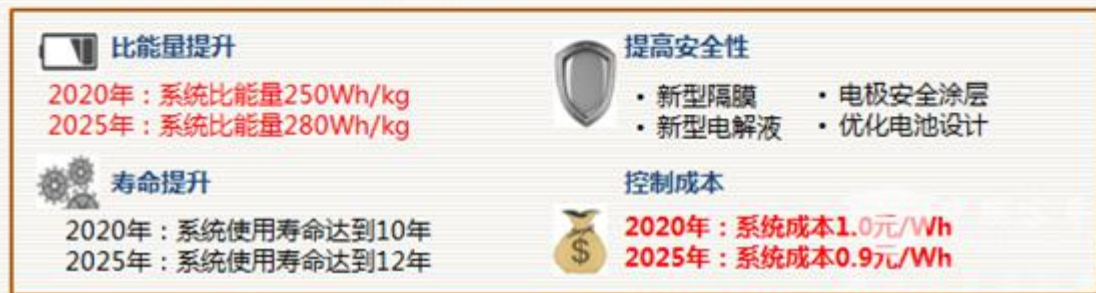 比能量提升
2020年：系统比能量250Wh/kg
2025年：系统比能量280Wh/kg
提高安全性
• 新型隔膜 • 电极安全涂层
• 新型电解液 • 优化电池设计
寿命提升
2020年：系统使用寿命达到10年
2025年：系统使用寿命达到12年
控制成本
$
2020年：系统成本1.0元/Wh
2025年：系统成本0.9元/Wh